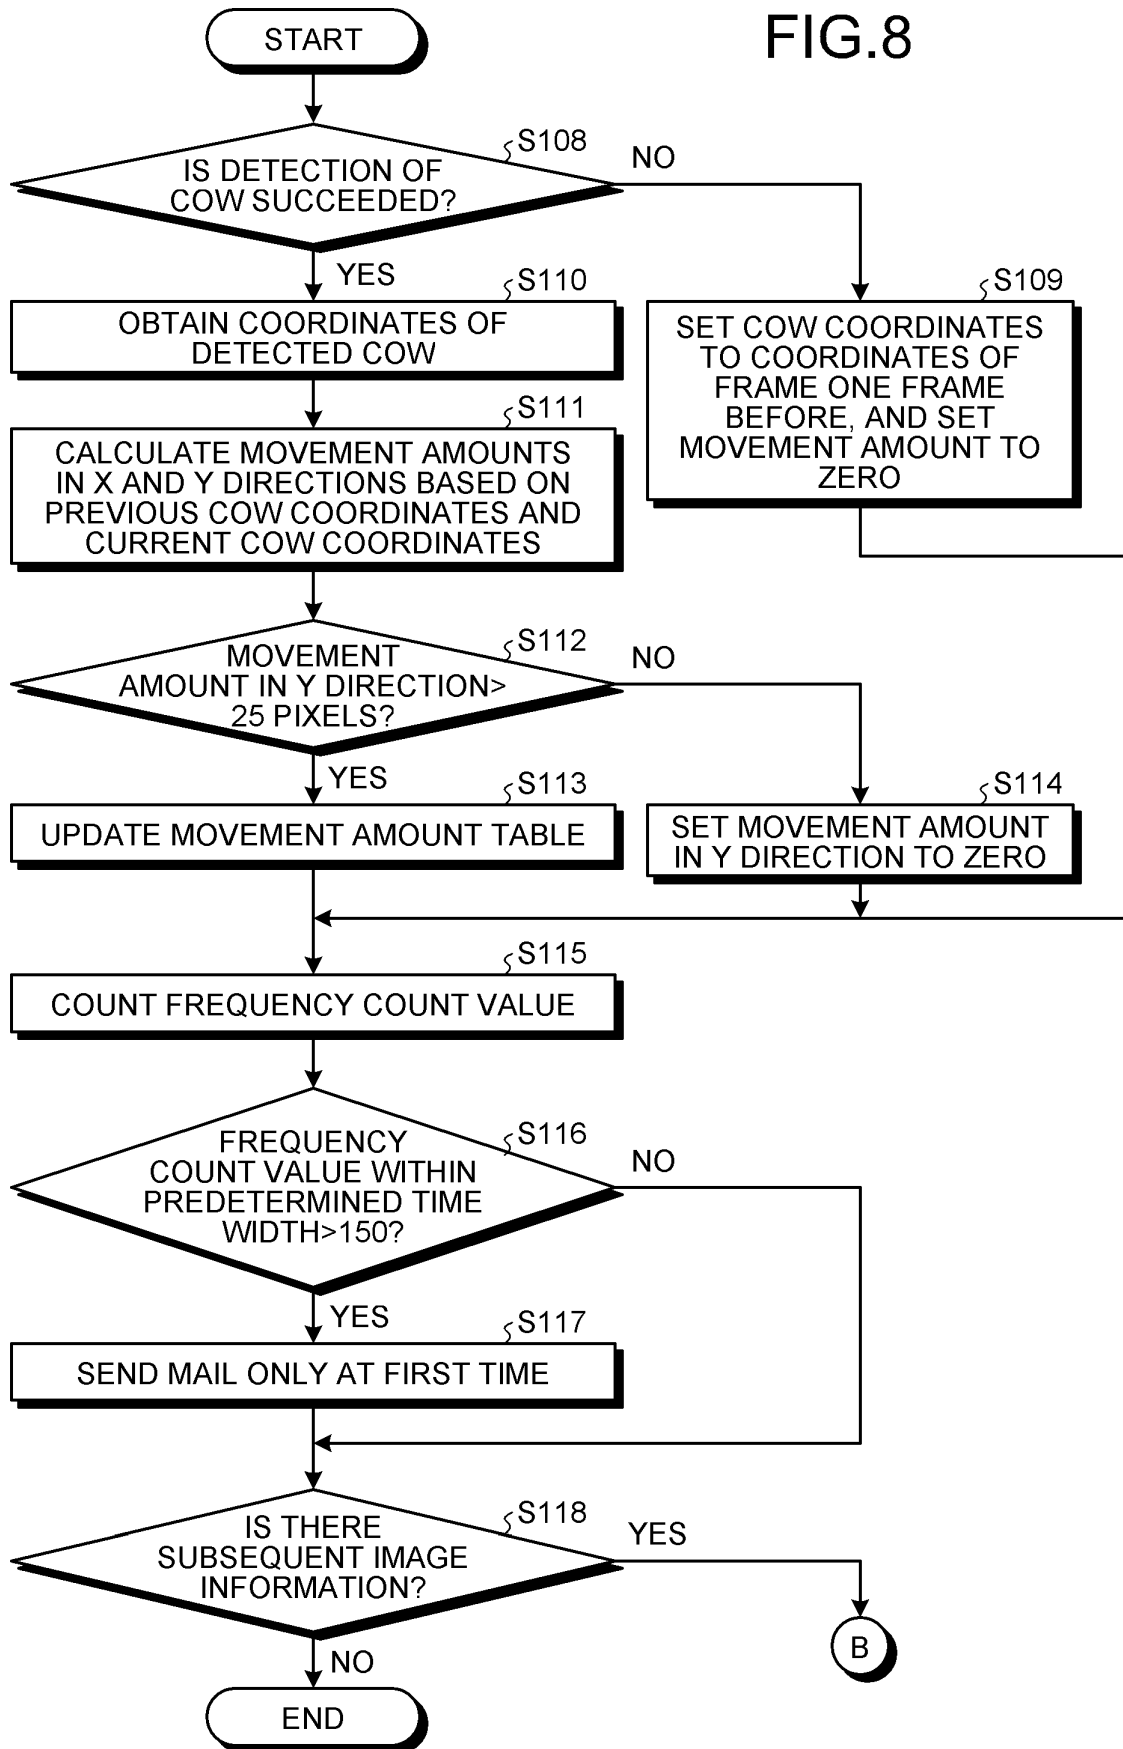 FIG.8
START
S108
IS DETECTION OF
COW SUCCEEDED?
NO
YES
S110
OBTAIN COORDINATES OF
DETECTED COW
S109
SET COW COORDINATES
TO COORDINATES OF
FRAME ONE FRAME
BEFORE, AND SET
MOVEMENT AMOUNT TO
ZERO
S111
CALCULATE MOVEMENT AMOUNTS
IN X AND Y DIRECTIONS BASED ON
PREVIOUS COW COORDINATES AND
CURRENT COW COORDINATES
S112
MOVEMENT
AMOUNT IN Y DIRECTION>
25 PIXELS?
NO
YES
S113
UPDATE MOVEMENT AMOUNT TABLE
S114
SET MOVEMENT AMOUNT
IN Y DIRECTION TO ZERO
S115
COUNT FREQUENCY COUNT VALUE
S116
FREQUENCY
COUNT VALUE WITHIN
PREDETERMINED TIME
WIDTH>150?
NO
YES
S117
SEND MAIL ONLY AT FIRST TIME
S118
IS THERE
SUBSEQUENT IMAGE
INFORMATION?
YES
B
NO
END